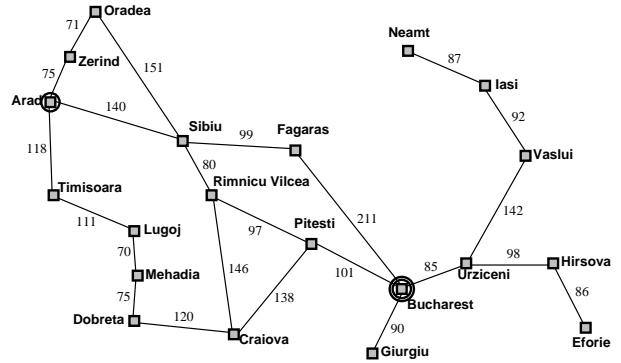 Oradea
71
Neamt
87
Zerind
75
151
Iasi
Arad
140
92
Sibiu
99
Fagaras
118
80
Vaslui
Timisoara
Rimnicu Vilcea
111
Lugoj
97
Pitesti
211
142
70
98
Hirsova
Mehadia
146
101
85
Urziceni
75
138
86
Bucharest
Dobreta
120
90
Craiova
Eforie
Giurgiu